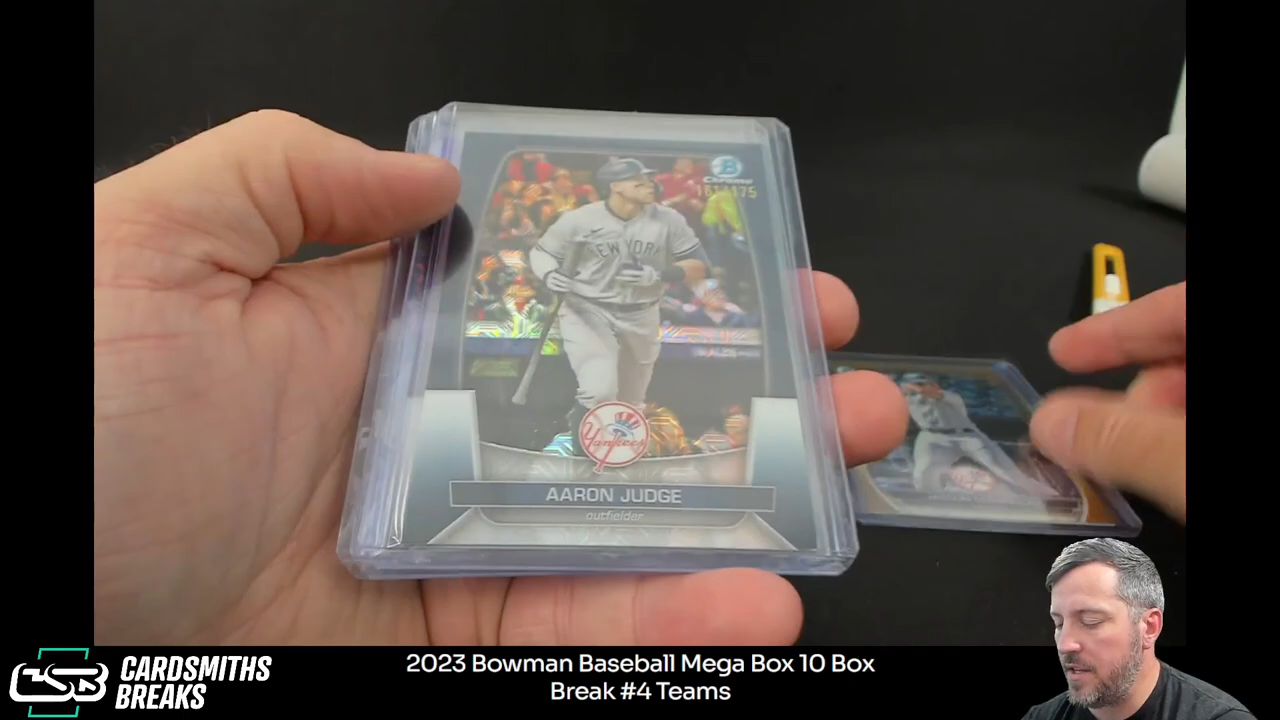 Chrome
NEW YORK
Yankees
AARON JUDGE
outfielder
CSB
CARDSMITHS
BREAKS
2023 Bowman Baseball Mega Box 10 Box
Break #4 Teams